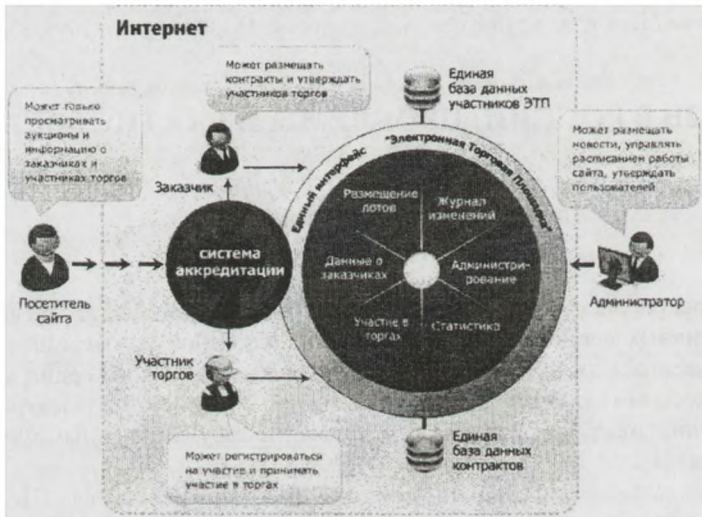 Интернет
Может размещать
контракты и утверждать
участников торгов
Единая
база данных
участников ЭТП
Может только
просматривать
аукционы и
информацию о
заказчиках и
участниках торгов
Может размещать
новости, управлять
расписанием работы
сайта, утверждать
пользователей
Заказчик
Единый интерфейс "Электронная Торговая Площадка"
Размещение
лотов
Журнал
изменений
система
аккредитации
Данные о
заказчиках
Администри-
рование
Посетитель
сайта
Администратор
Участие в
торгах
Статистика
Участник
торгов
Может регистрироваться
на участие и принимать
участие в торгах
Единая
база данных
контрактов